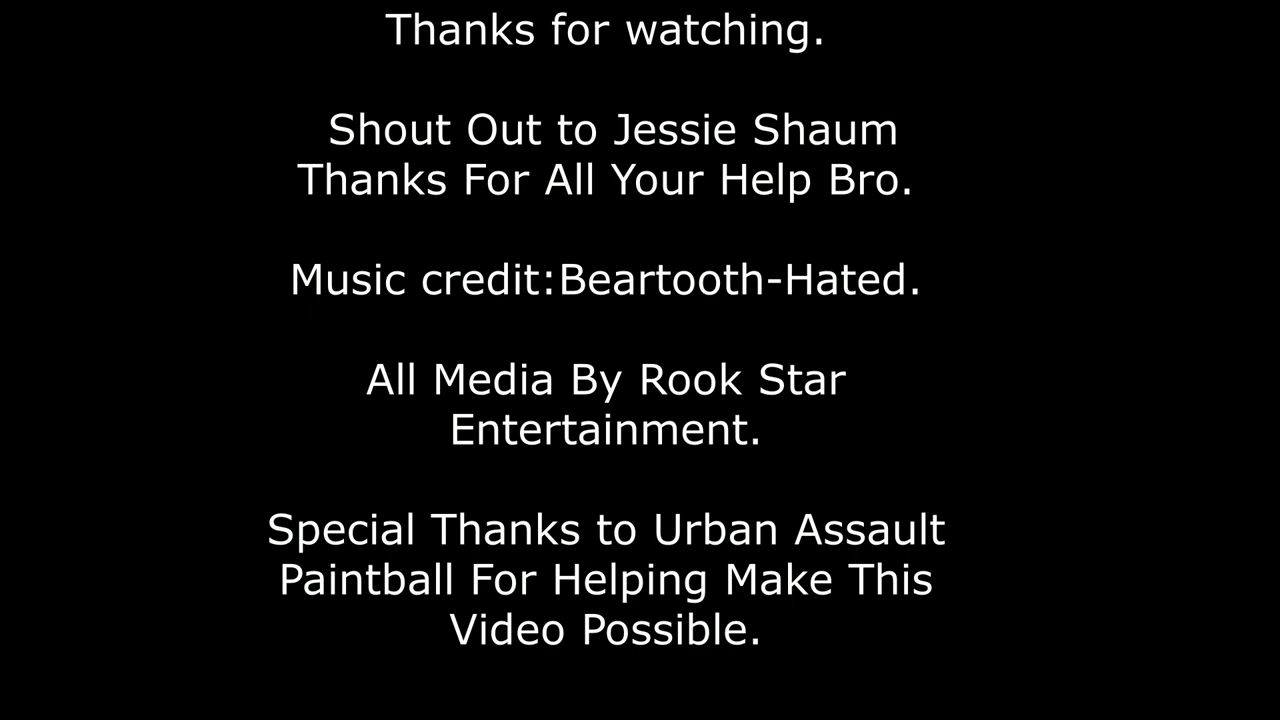 Thanks for watching.
Shout Out to Jessie Shaum
Thanks For All Your Help Bro.
Music credit:Beartooth-Hated.
All Media By Rook Star
Entertainment.
Special Thanks to Urban Assault
Paintball For Helping Make This
Video Possible.